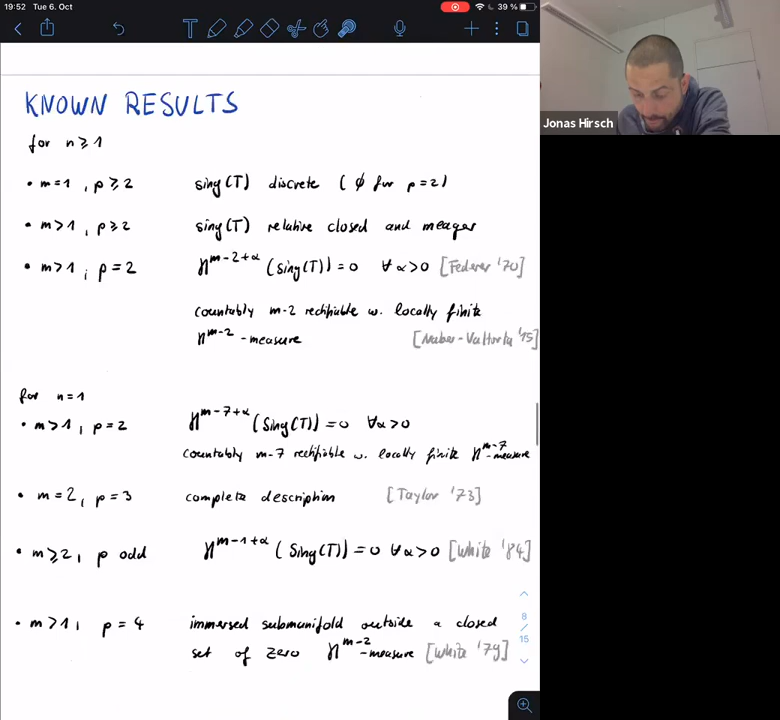 19:52 Tue 6. Oct
39 %
Jonas Hirsch
KNOWN RESULTS
for n ≥ 1
• m=1 , p ≥ 2 sing(T) discrete ( ϕ for p=2)
• m>1 , p ≥ 2 sing(T) relative closed and meager
• m>1 , p = 2 H^{m-2+α} (sing(T)) = 0 ∀ α>0 [Federer '70]
countably m-2 rectifiable w. locally finite
H^{m-2} -measure [Naber-Valtorta '15]
for n=1
• m>1 , p=2 H^{m-7+α} (Sing(T)) = 0 ∀α>0
countably m-7 rectifiable w. locally finite H^{m-7} -measure
• m=2 , p=3 complete description [Taylor '73]
• m≥2 , p odd H^{m-1+α} ( Sing(T)) = 0 ∀α>0 [White '84]
• m>1 , p=4 immersed submanifold outside a closed
set of zero H^{m-2} -measure [White '79]
8
/
15